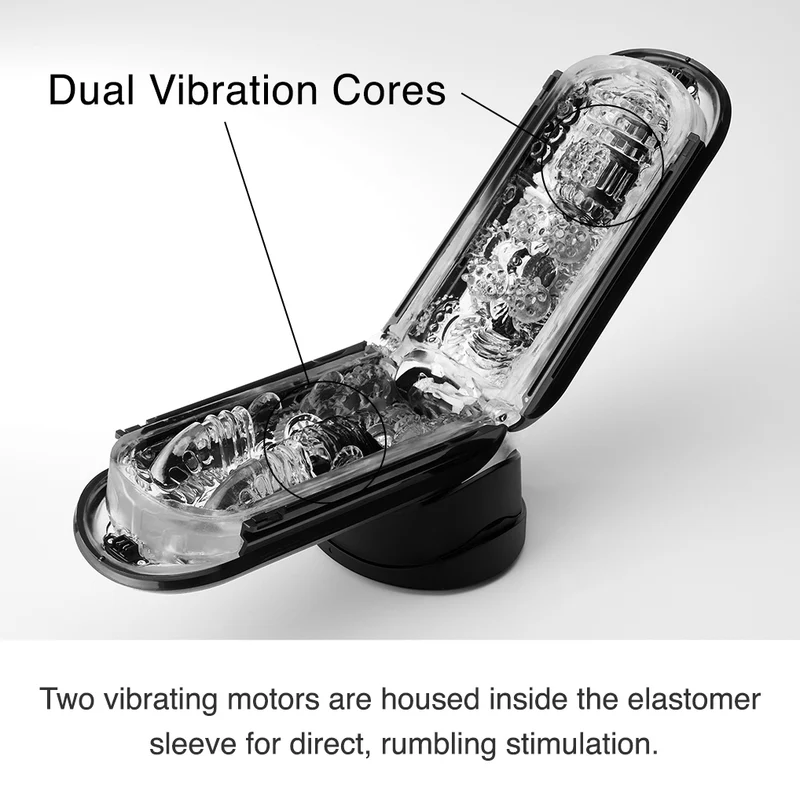 Dual Vibration Cores
Two vibrating motors are housed inside the elastomer
sleeve for direct, rumbling stimulation.